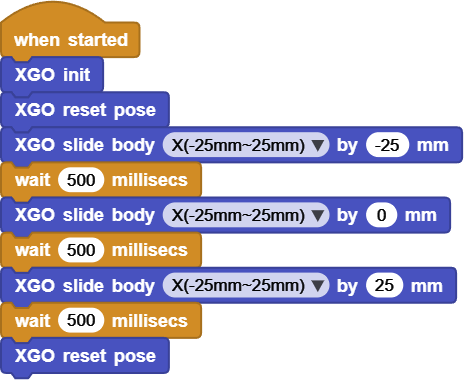 when started
XGO init
XGO reset pose
XGO slide body X(-25mm~25mm) by -25 mm
wait 500 millisecs
XGO slide body X(-25mm~25mm) by 0 mm
wait 500 millisecs
XGO slide body X(-25mm~25mm) by 25 mm
wait 500 millisecs
XGO reset pose